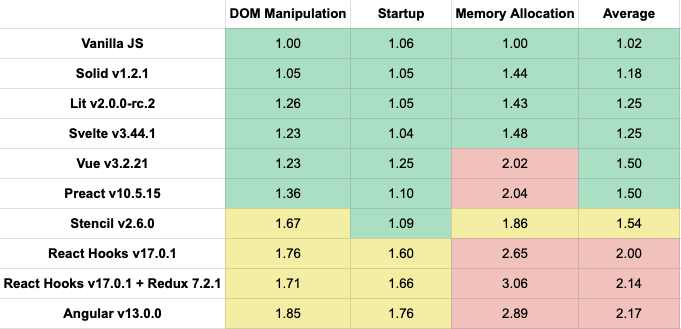 DOM Manipulation Startup Memory Allocation Average
Vanilla JS 1.00 1.06 1.00 1.02
Solid v1.2.1 1.05 1.05 1.44 1.18
Lit v2.0.0-rc.2 1.26 1.05 1.43 1.25
Svelte v3.44.1 1.23 1.04 1.48 1.25
Vue v3.2.21 1.23 1.25 2.02 1.50
Preact v10.5.15 1.36 1.10 2.04 1.50
Stencil v2.6.0 1.67 1.09 1.86 1.54
React Hooks v17.0.1 1.76 1.60 2.65 2.00
React Hooks v17.0.1 + Redux 7.2.1 1.71 1.66 3.06 2.14
Angular v13.0.0 1.85 1.76 2.89 2.17